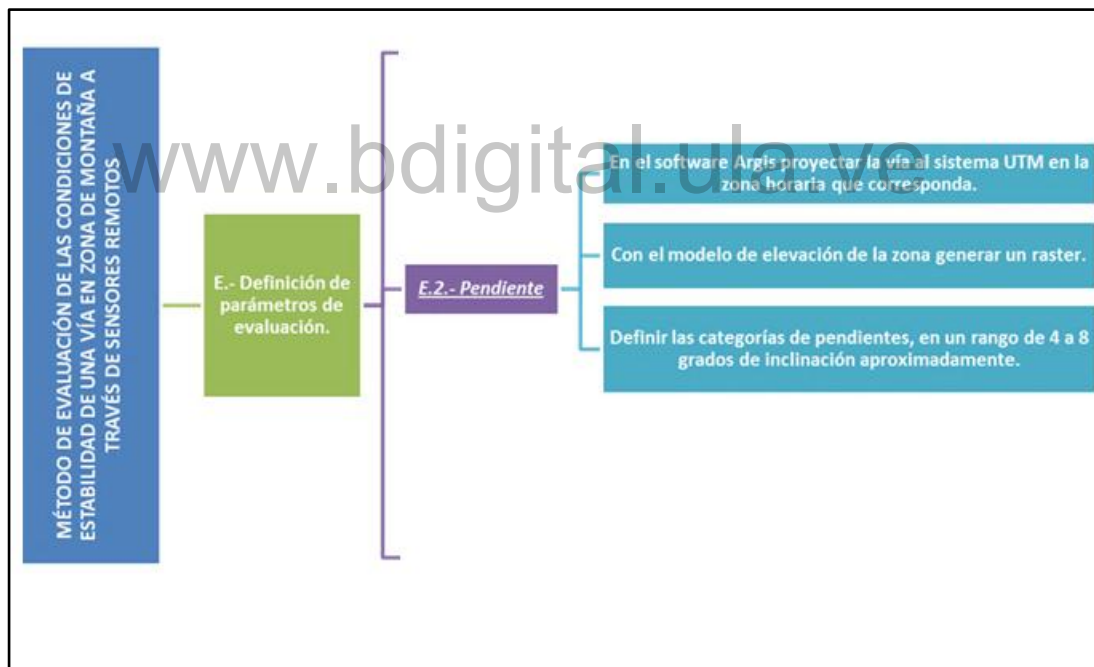 MÉTODO DE EVALUACIÓN DE LAS CONDICIONES DE
ESTABILIDAD DE UNA VÍA EN ZONA DE MONTAÑA A
TRAVÉS DE SENSORES REMOTOS
www.bdigital.ula.ve
E.- Definición de
parámetros de
evaluación.
E.2.- Pendiente
En el software Argis proyectar la vía al sistema UTM en la
zona horaria que corresponda.
Con el modelo de elevación de la zona generar un raster.
Definir las categorías de pendientes, en un rango de 4 a 8
grados de inclinación aproximadamente.